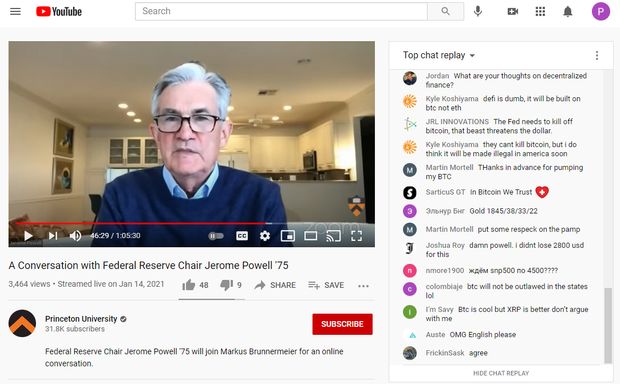 YouTube
Search
P
zoom
46:29 / 1:05:30
CC
A Conversation with Federal Reserve Chair Jerome Powell '75
3,464 views • Streamed live on Jan 14, 2021
48
9
SHARE
SAVE
Princeton University
31.8K subscribers
SUBSCRIBE
Federal Reserve Chair Jerome Powell '75 will join Markus Brunnermeier for an online
conversation.
Top chat replay
Jordan What are your thoughts on decentralized
finance?
Kyle Koshiyama defi is dumb, it will be built on
btc not eth
JRL INNOVATIONS The Fed needs to kill off
bitcoin, that beast threatens the dollar.
Kyle Koshiyama they cant kill bitcoin, but i do
think it will be made illegal in america soon
M Martin Mortell THanks in advance for pumping
my BTC
S SarticuS GT In Bitcoin We Trust
Э Эльнур Бнг Gold 1845/38/33/22
M Martin Mortell put some respeck on the pamp
Joshua Roy damn powell. i didnt lose 2800 usd
for this
n nmore1900 ждём snp500 по 4500????
c colombiaje btc will not be outlawed in the states
lol
I I'm Savy Btc is cool but XRP is better don't argue
with me
Auste OMG English please
FrickinSask agree
HIDE CHAT REPLAY